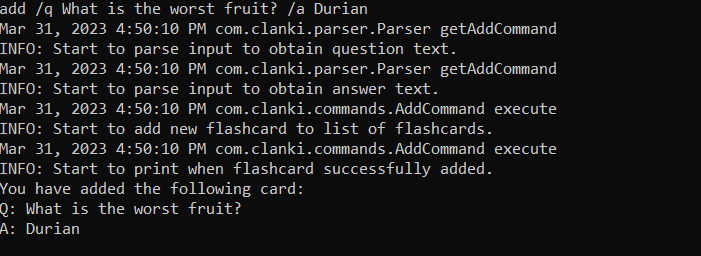 add /q What is the worst fruit? /a Durian
Mar 31, 2023 4:50:10 PM com.clanki.parser.Parser getAddCommand
INFO: Start to parse input to obtain question text.
Mar 31, 2023 4:50:10 PM com.clanki.parser.Parser getAddCommand
INFO: Start to parse input to obtain answer text.
Mar 31, 2023 4:50:10 PM com.clanki.commands.AddCommand execute
INFO: Start to add new flashcard to list of flashcards.
Mar 31, 2023 4:50:10 PM com.clanki.commands.AddCommand execute
INFO: Start to print when flashcard successfully added.
You have added the following card:
Q: What is the worst fruit?
A: Durian